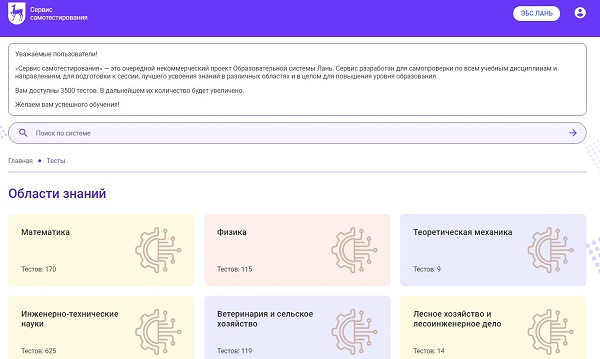 Сервис
самотестирования
ЭБС ЛАНЬ
Уважаемые пользователи!
«Сервис самотестирования» — это очередной некоммерческий проект Образовательной системы Лань. Сервис разработан для самопроверки по всем учебным дисциплинам и
направлениям, для подготовки к сессии, лучшего усвоения знаний в различных областях и в целом для повышения уровня образования.
Вам доступны 3500 тестов. В дальнейшем их количество будет увеличено.
Желаем вам успешного обучения!
Поиск по системе
Главная • Тесты
Области знаний
Математика
Тестов: 170
Физика
Тестов: 115
Теоретическая механика
Тестов: 9
Инженерно-технические
науки
Тестов: 625
Ветеринария и сельское
хозяйство
Тестов: 119
Лесное хозяйство и
лесоинженерное дело
Тестов: 14